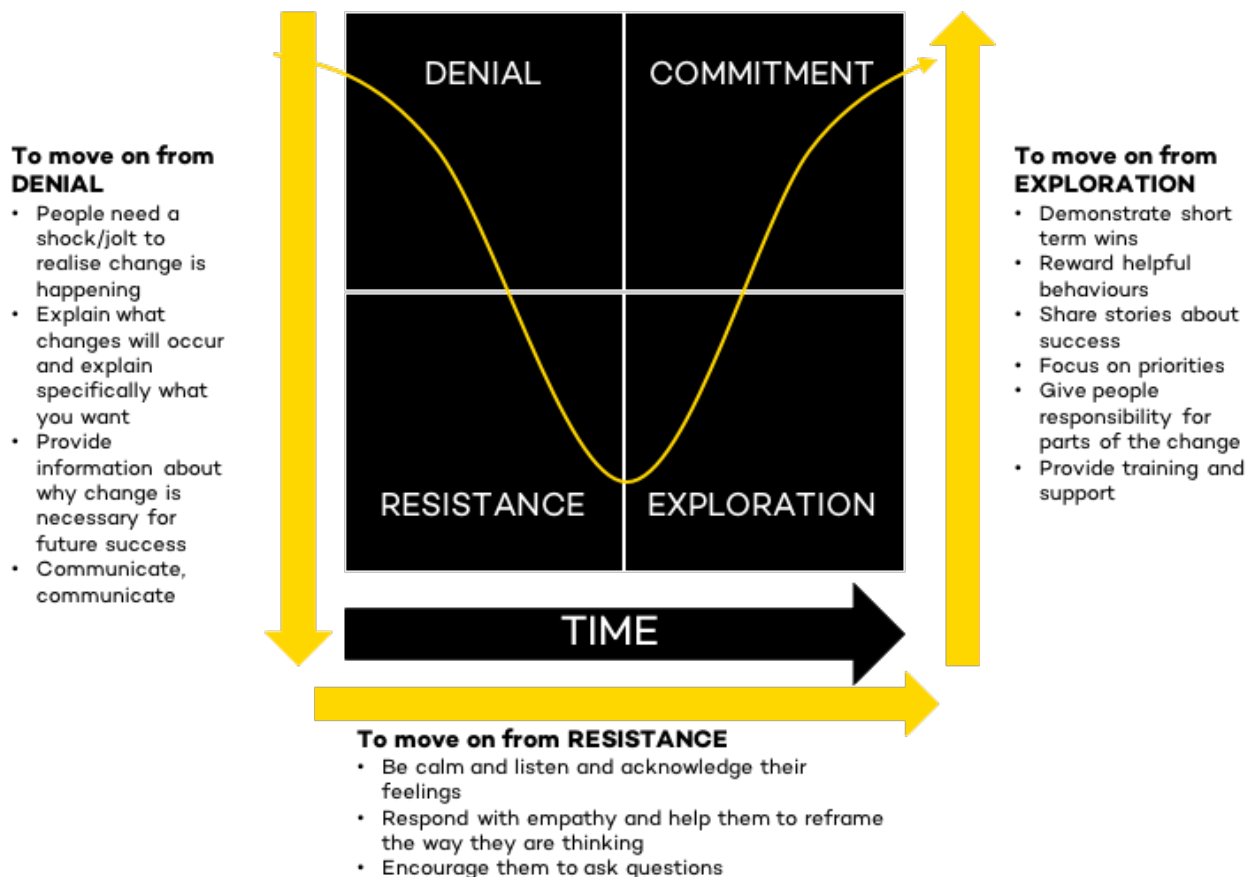 DENIAL
COMMITMENT
To move on from
DENIAL
• People need a
shock/jolt to
realise change is
happening
• Explain what
changes will occur
and explain
specifically what
you want
• Provide
information about
why change is
necessary for
future success
• Communicate,
communicate
RESISTANCE
EXPLORATION
To move on from
EXPLORATION
• Demonstrate short
term wins
• Reward helpful
behaviours
• Share stories about
success
• Focus on priorities
• Give people
responsibility for
parts of the change
• Provide training and
support
TIME
To move on from RESISTANCE
• Be calm and listen and acknowledge their
feelings
• Respond with empathy and help them to reframe
the way they are thinking
• Encourage them to ask questions